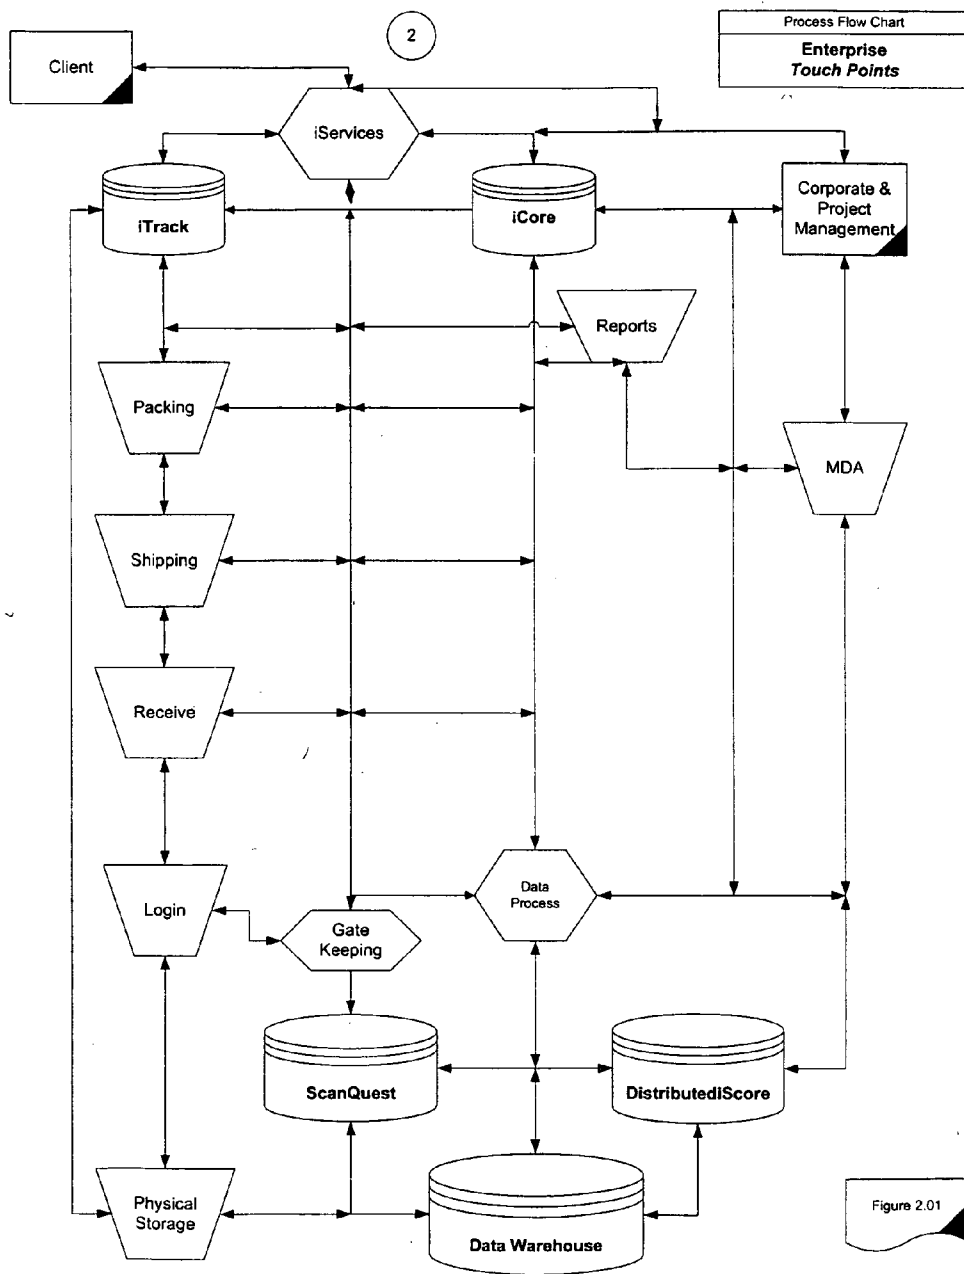 2
Process Flow Chart
Enterprise
Touch Points
Client
iServices
iTrack
iCore
Corporate &
Project
Management
Reports
Packing
MDA
Shipping
Receive
Data
Process
Login
Gate
Keeping
ScanQuest
DistributediScore
Physical
Storage
Data Warehouse
Figure 2.01